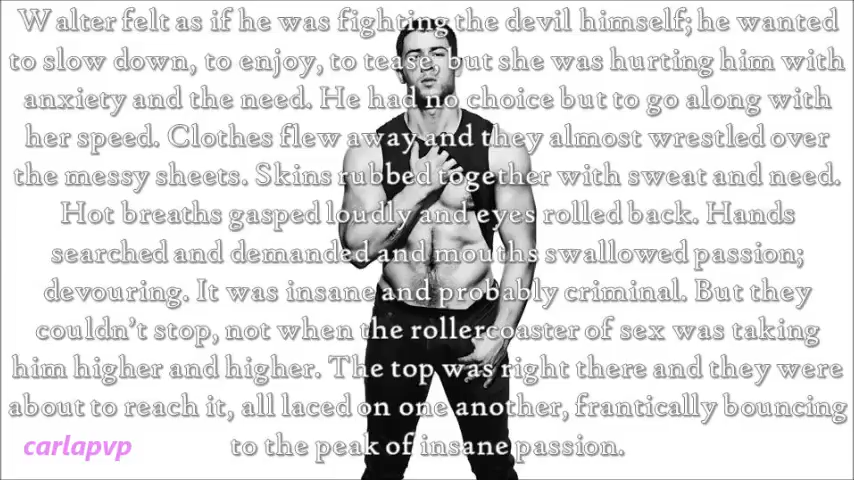 Walter felt as if he was fighting the devil himself; he wanted
to slow down, to enjoy, to tease, but she was hurting him with
anxiety and the need. He had no choice but to go along with
her speed. Clothes flew away and they almost wrestled over
the messy sheets. Skins rubbed together with sweat and need.
Hot breaths gasped loudly and eyes rolled back. Hands
searched and demanded and mouths swallowed passion;
devouring. It was insane and probably criminal. But they
couldn't stop, not when the rollercoaster of sex was taking
him higher and higher. The top was right there and they were
about to reach it, all laced on one another, frantically bouncing
to the peak of insane passion.
carlapvp